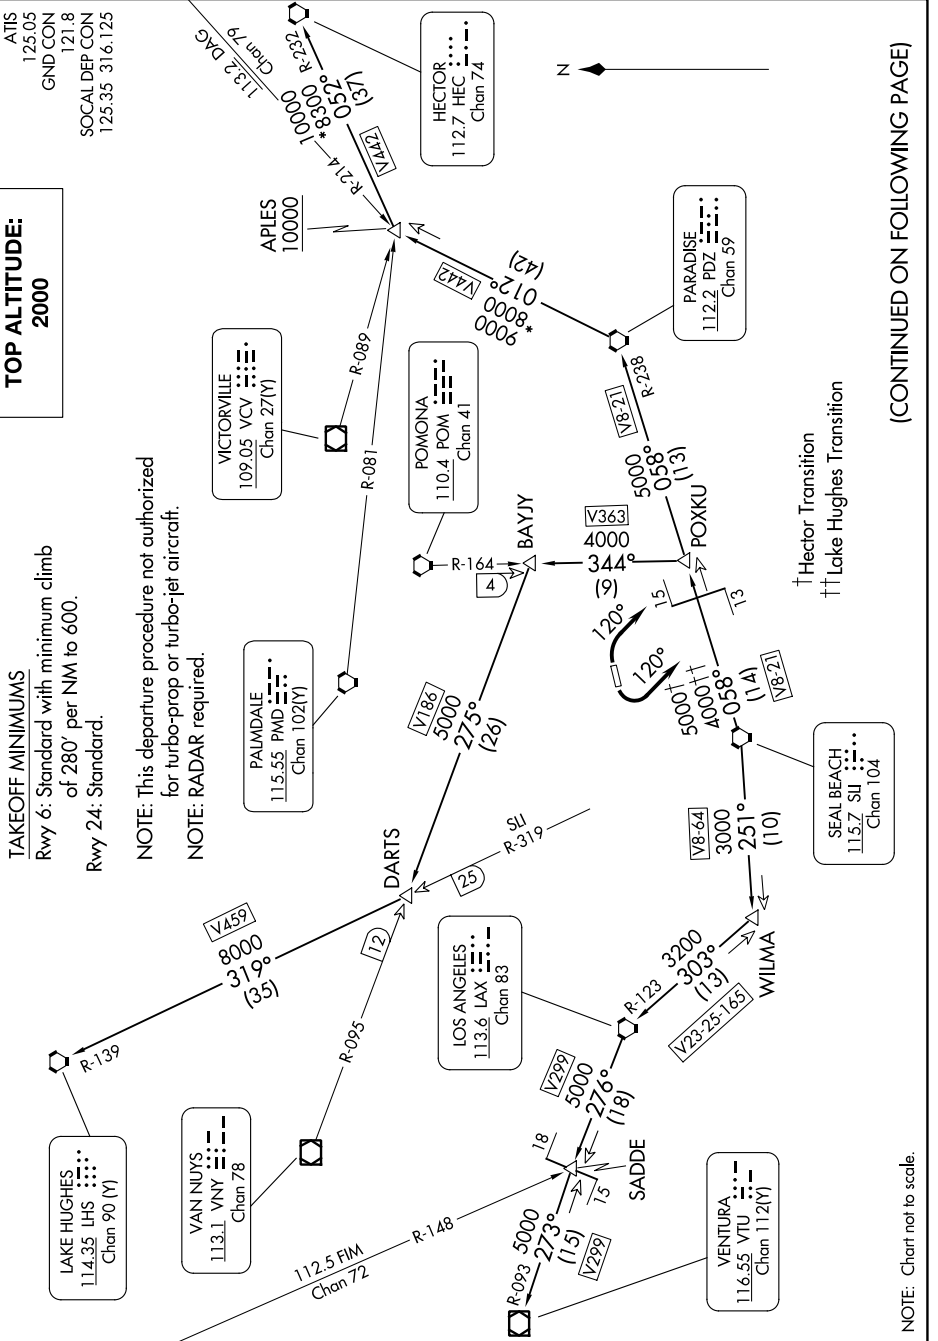 ATIS
125.05
GND CON
121.8
SOCAL DEP CON
125.35 316.125
TOP ALTITUDE:
2000
TAKEOFF MINIMUMS
Rwy 6: Standard with minimum climb
of 280' per NM to 600.
Rwy 24: Standard.
NOTE: This departure procedure not authorized
for turbo-prop or turbo-jet aircraft.
NOTE: RADAR required.
LAKE HUGHES
114.35 LHS
Chan 90 (Y)
R-139
V459
8000
319°
(35)
VAN NUYS
113.1 VNY
Chan 78
R-095
12
DARTS
25
SLI
R-319
PALMDALE
115.55 PMD
Chan 102(Y)
R-081
VICTORVILLE
109.05 VCV
Chan 27(Y)
R-089
APLES
10000
113.2 DAG
Chan 79
R-214
10000
*8300
052°
(37)
R-232
V442
HECTOR
112.7 HEC
Chan 74
N
V442
9000
*8000
012°
(42)
PARADISE
112.2 PDZ
Chan 59
POMONA
110.4 POM
Chan 41
R-164
4
BAYJY
V186
5000
275°
(26)
V363
4000
344°
(9)
V8-21
R-238
5000
058°
(13)
POXKU
15
13
120°
120°
5000†
4000††
058°
(14)
V8-21
†Hector Transition
††Lake Hughes Transition
SEAL BEACH
115.7 SLI
Chan 104
V8-64
3000
251°
(10)
WILMA
3200
303°
(13)
V23-25-165
R-123
LOS ANGELES
113.6 LAX
Chan 83
V299
5000
276°
(18)
18
15
SADDE
112.5 FIM
Chan 72
R-148
5000
273°
(15)
V299
R-093
VENTURA
116.55 VTU
Chan 112(Y)
NOTE: Chart not to scale.
(CONTINUED ON FOLLOWING PAGE)